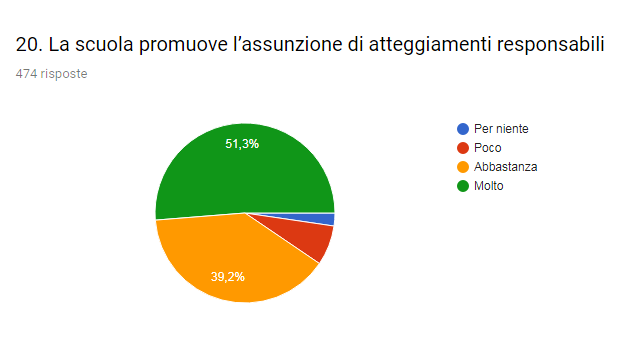 20. La scuola promuove l’assunzione di atteggiamenti responsabili
474 risposte
51,3%
39,2%
Per niente
Poco
Abbastanza
Molto